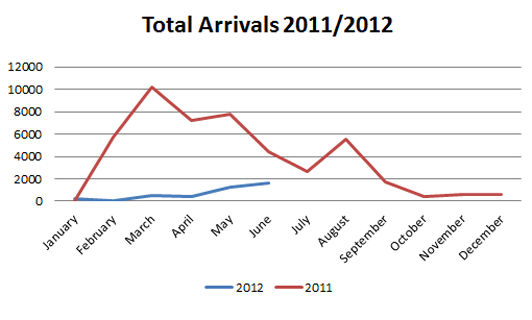 Total Arrivals 2011/2012
12000
10000
8000
6000
4000
2000
0
January
February
March
April
May
June
July
August
September
October
November
December
2012
2011